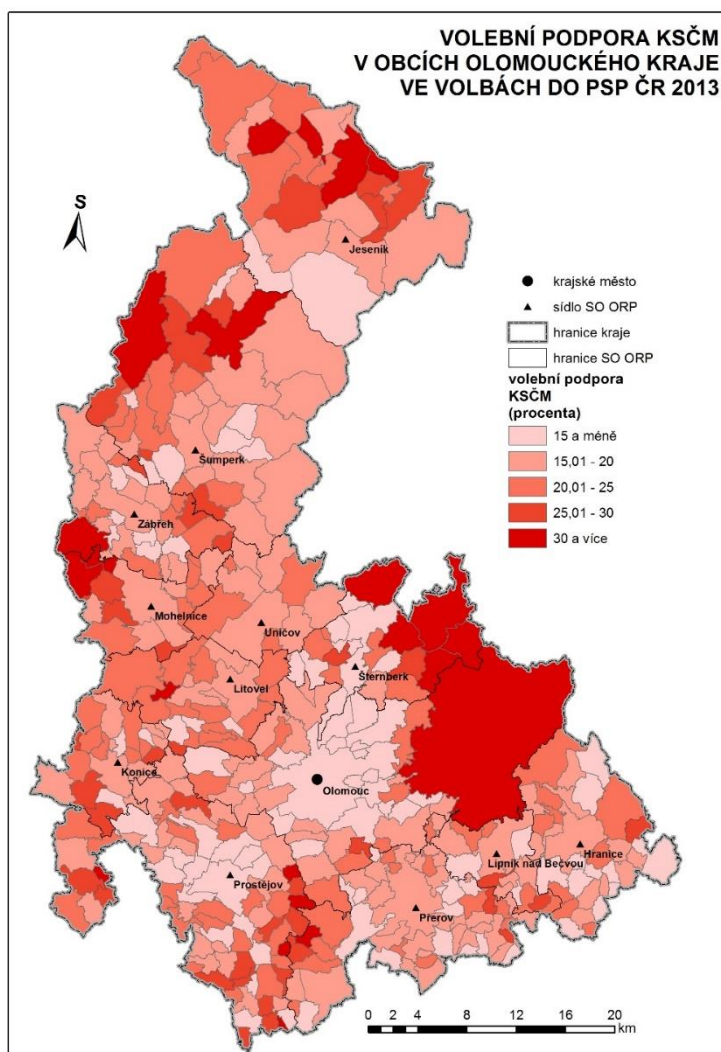 VOLEBNÍ PODPORA KSČM
V OBCÍCH OLOMOUCKÉHO KRAJE
VE VOLBÁCH DO PSP ČR 2013
S
Jeseník
krajské město
sídlo SO ORP
hranice kraje
hranice SO ORP
volební podpora
KSČM
(procenta)
15 a méně
15,01 - 20
20,01 - 25
25,01 - 30
30 a více
Šumperk
Zábřeh
Mohelnice
Uničov
Šternberk
Litovel
Konice
Olomouc
Hranice
Lipník nad Bečvou
Prostějov
Přerov
0 2 4 8 12 16 20
km